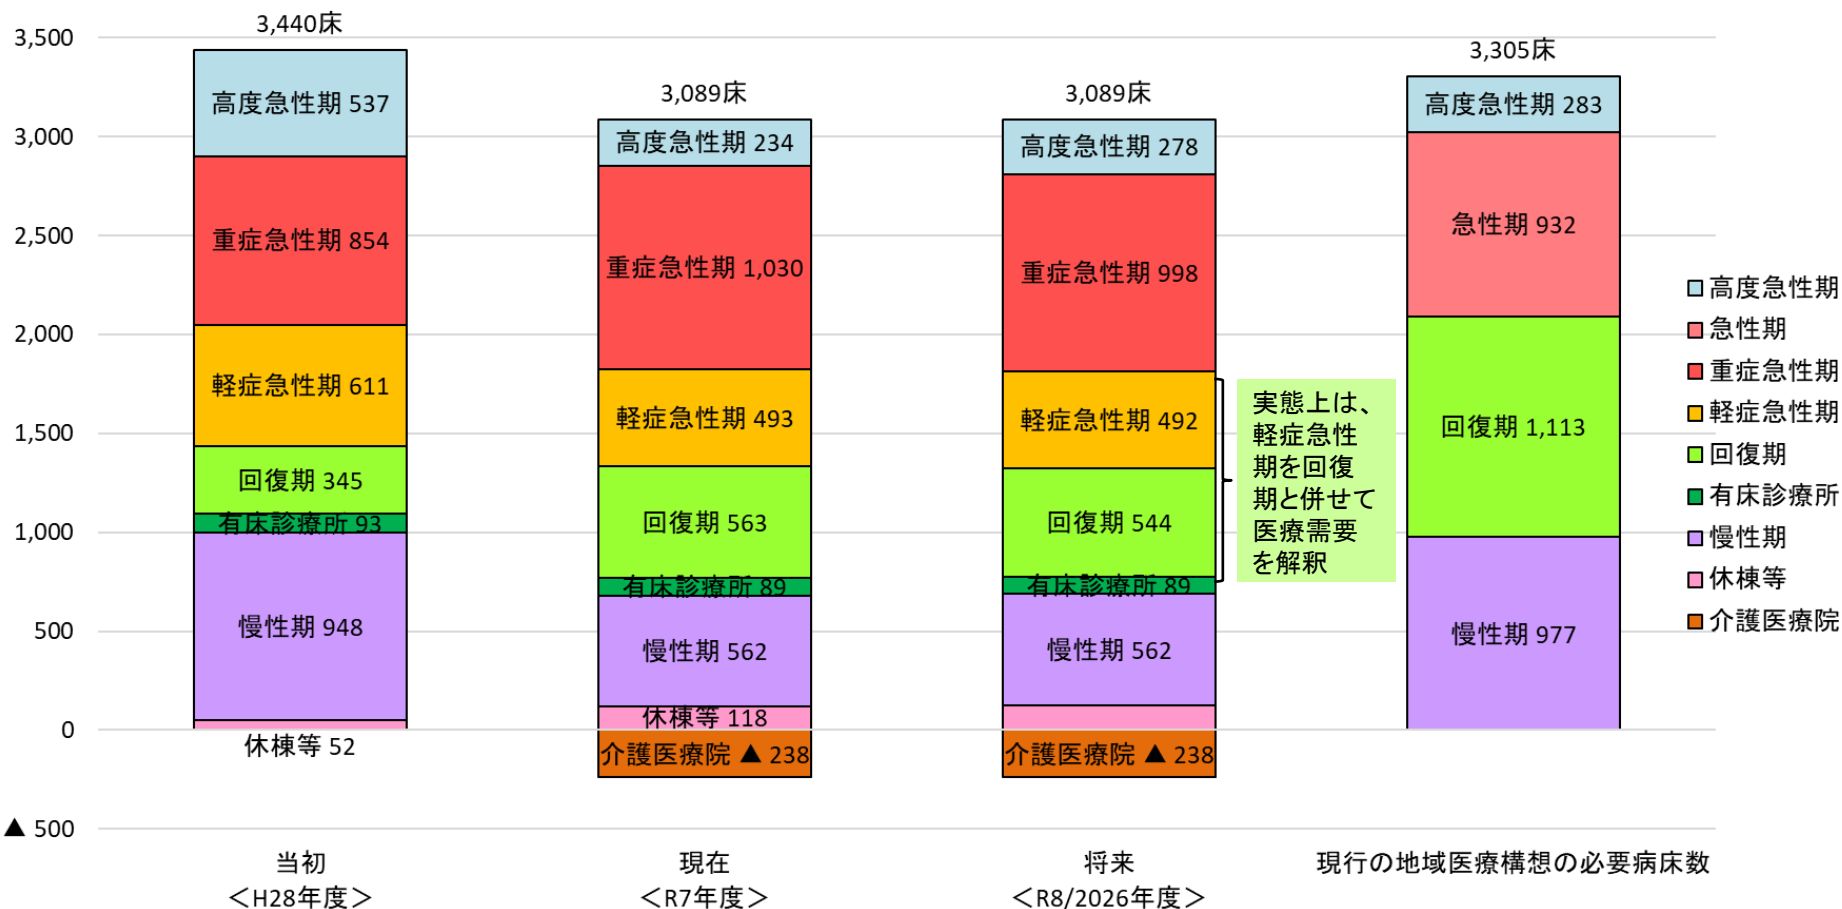 3,500
3,000
2,500
2,000
1,500
1,000
500
0
▲ 500
3,440床
高度急性期 537
重症急性期 854
軽症急性期 611
回復期 345
有床診療所 93
慢性期 948
休棟等 52
当初
＜H28年度＞
3,089床
高度急性期 234
重症急性期 1,030
軽症急性期 493
回復期 563
有床診療所 89
慢性期 562
休棟等 118
介護医療院 ▲ 238
現在
＜R7年度＞
3,089床
高度急性期 278
重症急性期 998
軽症急性期 492
回復期 544
有床診療所 89
慢性期 562
介護医療院 ▲ 238
将来
＜R8/2026年度＞
実態上は、
軽症急性
期を回復
期と併せて
医療需要
を解釈
3,305床
高度急性期 283
急性期 932
回復期 1,113
慢性期 977
現行の地域医療構想の必要病床数
高度急性期
急性期
重症急性期
軽症急性期
回復期
有床診療所
慢性期
休棟等
介護医療院